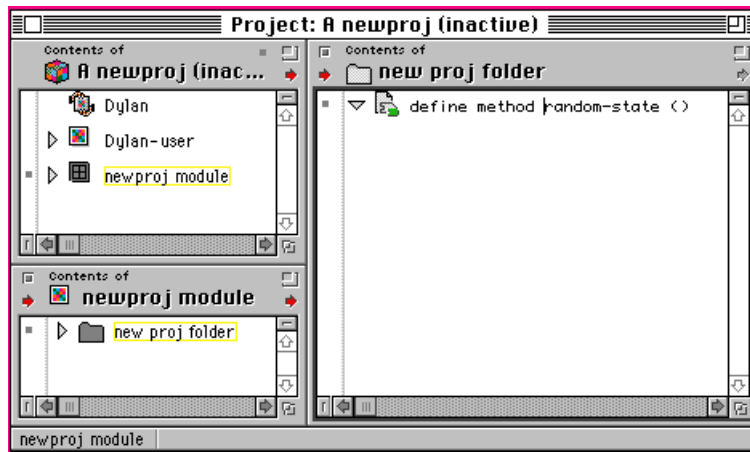 Project: A newproj (inactive)
Contents of
A newproj (inac...
Dylan
Dylan-user
newproj module
Contents of
newproj module
new proj folder
Contents of
new proj folder
define method random-state ()
newproj module